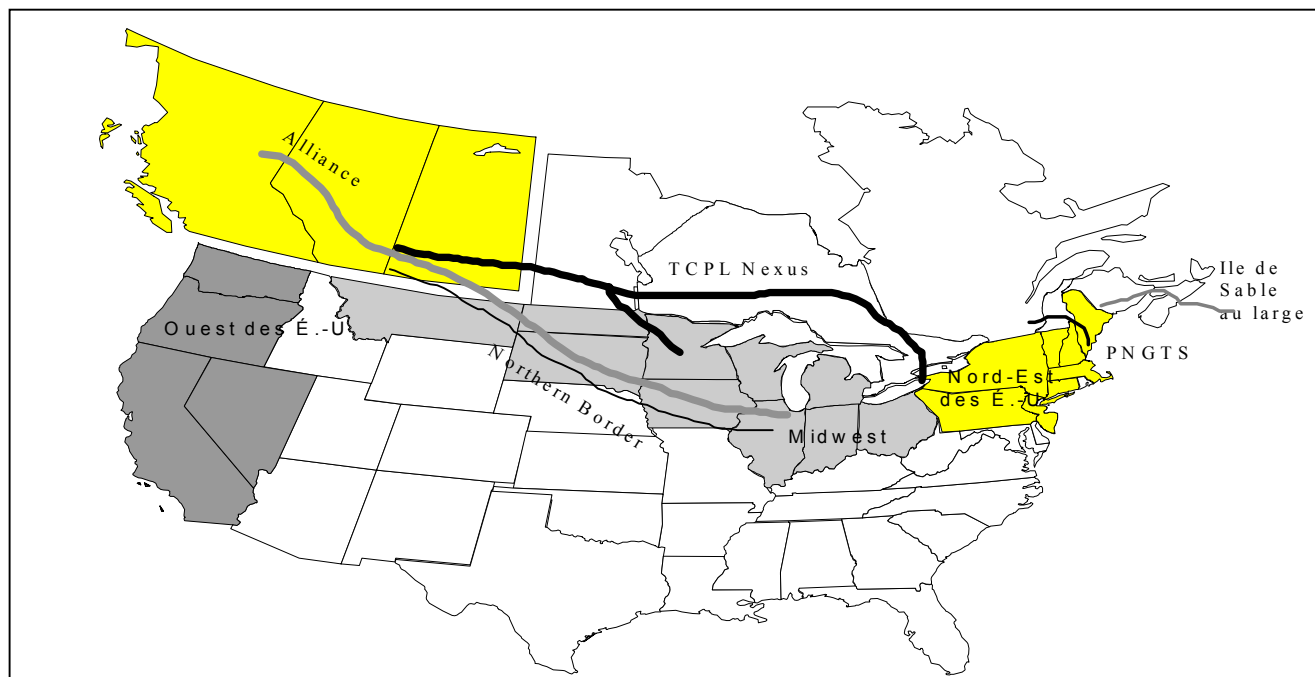 Alliance
TCPL Nexus
Ile de
Sable
au large
Ouest des É.-U
PNGTS
Northern Border
Nord-Est
des É.-U.
Midwest